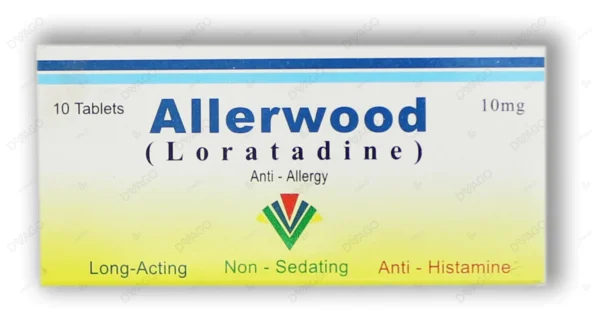 10 Tablets
Allerwood
10mg
(Loratadine)
Anti - Allergy
Long-Acting
Non - Sedating
Anti - Histamine